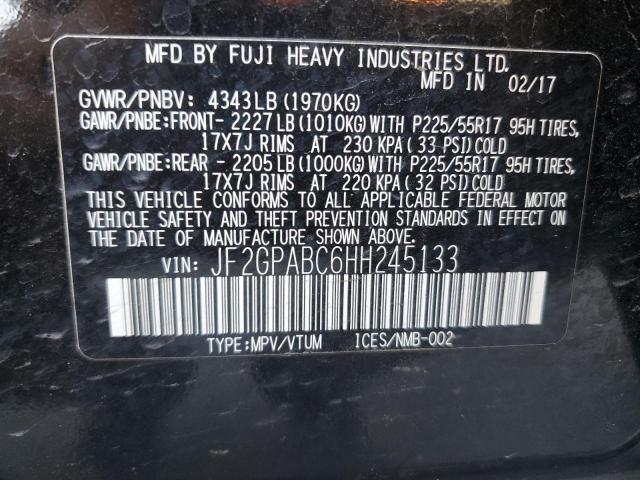 MFD BY FUJI HEAVY INDUSTRIES LTD.
MFD IN 02/17
GVWR/PNBV: 4343LB (1970KG)
GAWR/PNBE:FRONT- 2227LB (1010KG) WITH P225/55R17 95H TIRES,
17X7J RIMS AT 230 KPA ( 33 PSI) COLD
GAWR/PNBE:REAR - 2205LB (1000KG) WITH P225/55R17 95H TIRES,
17X7J RIMS AT 220 KPA ( 32 PSI) COLD
THIS VEHICLE CONFORMS TO ALL APPLICABLE FEDERAL MOTOR
VEHICLE SAFETY AND THEFT PREVENTION STANDARDS IN EFFECT ON
THE DATE OF MANUFACTURE SHOWN ABOVE.
VIN: JF2GPABC6HH245133
TYPE:MPV/VTUM ICES/NMB-002